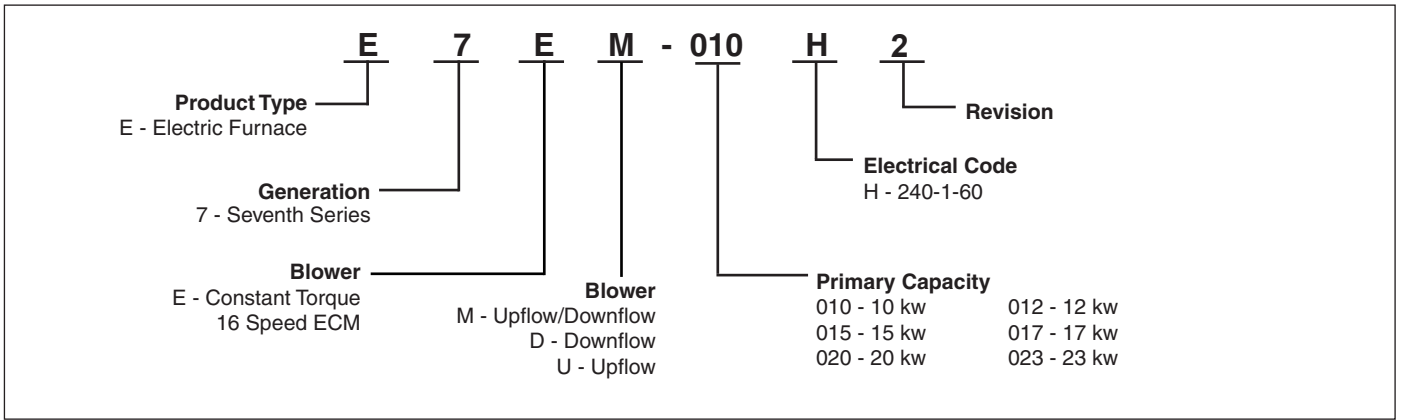 E 7 E M - 010 H 2
Product Type
E - Electric Furnace
Generation
7 - Seventh Series
Blower
E - Constant Torque
16 Speed ECM
Blower
M - Upflow/Downflow
D - Downflow
U - Upflow
Primary Capacity
010 - 10 kw 012 - 12 kw
015 - 15 kw 017 - 17 kw
020 - 20 kw 023 - 23 kw
Electrical Code
H - 240-1-60
Revision